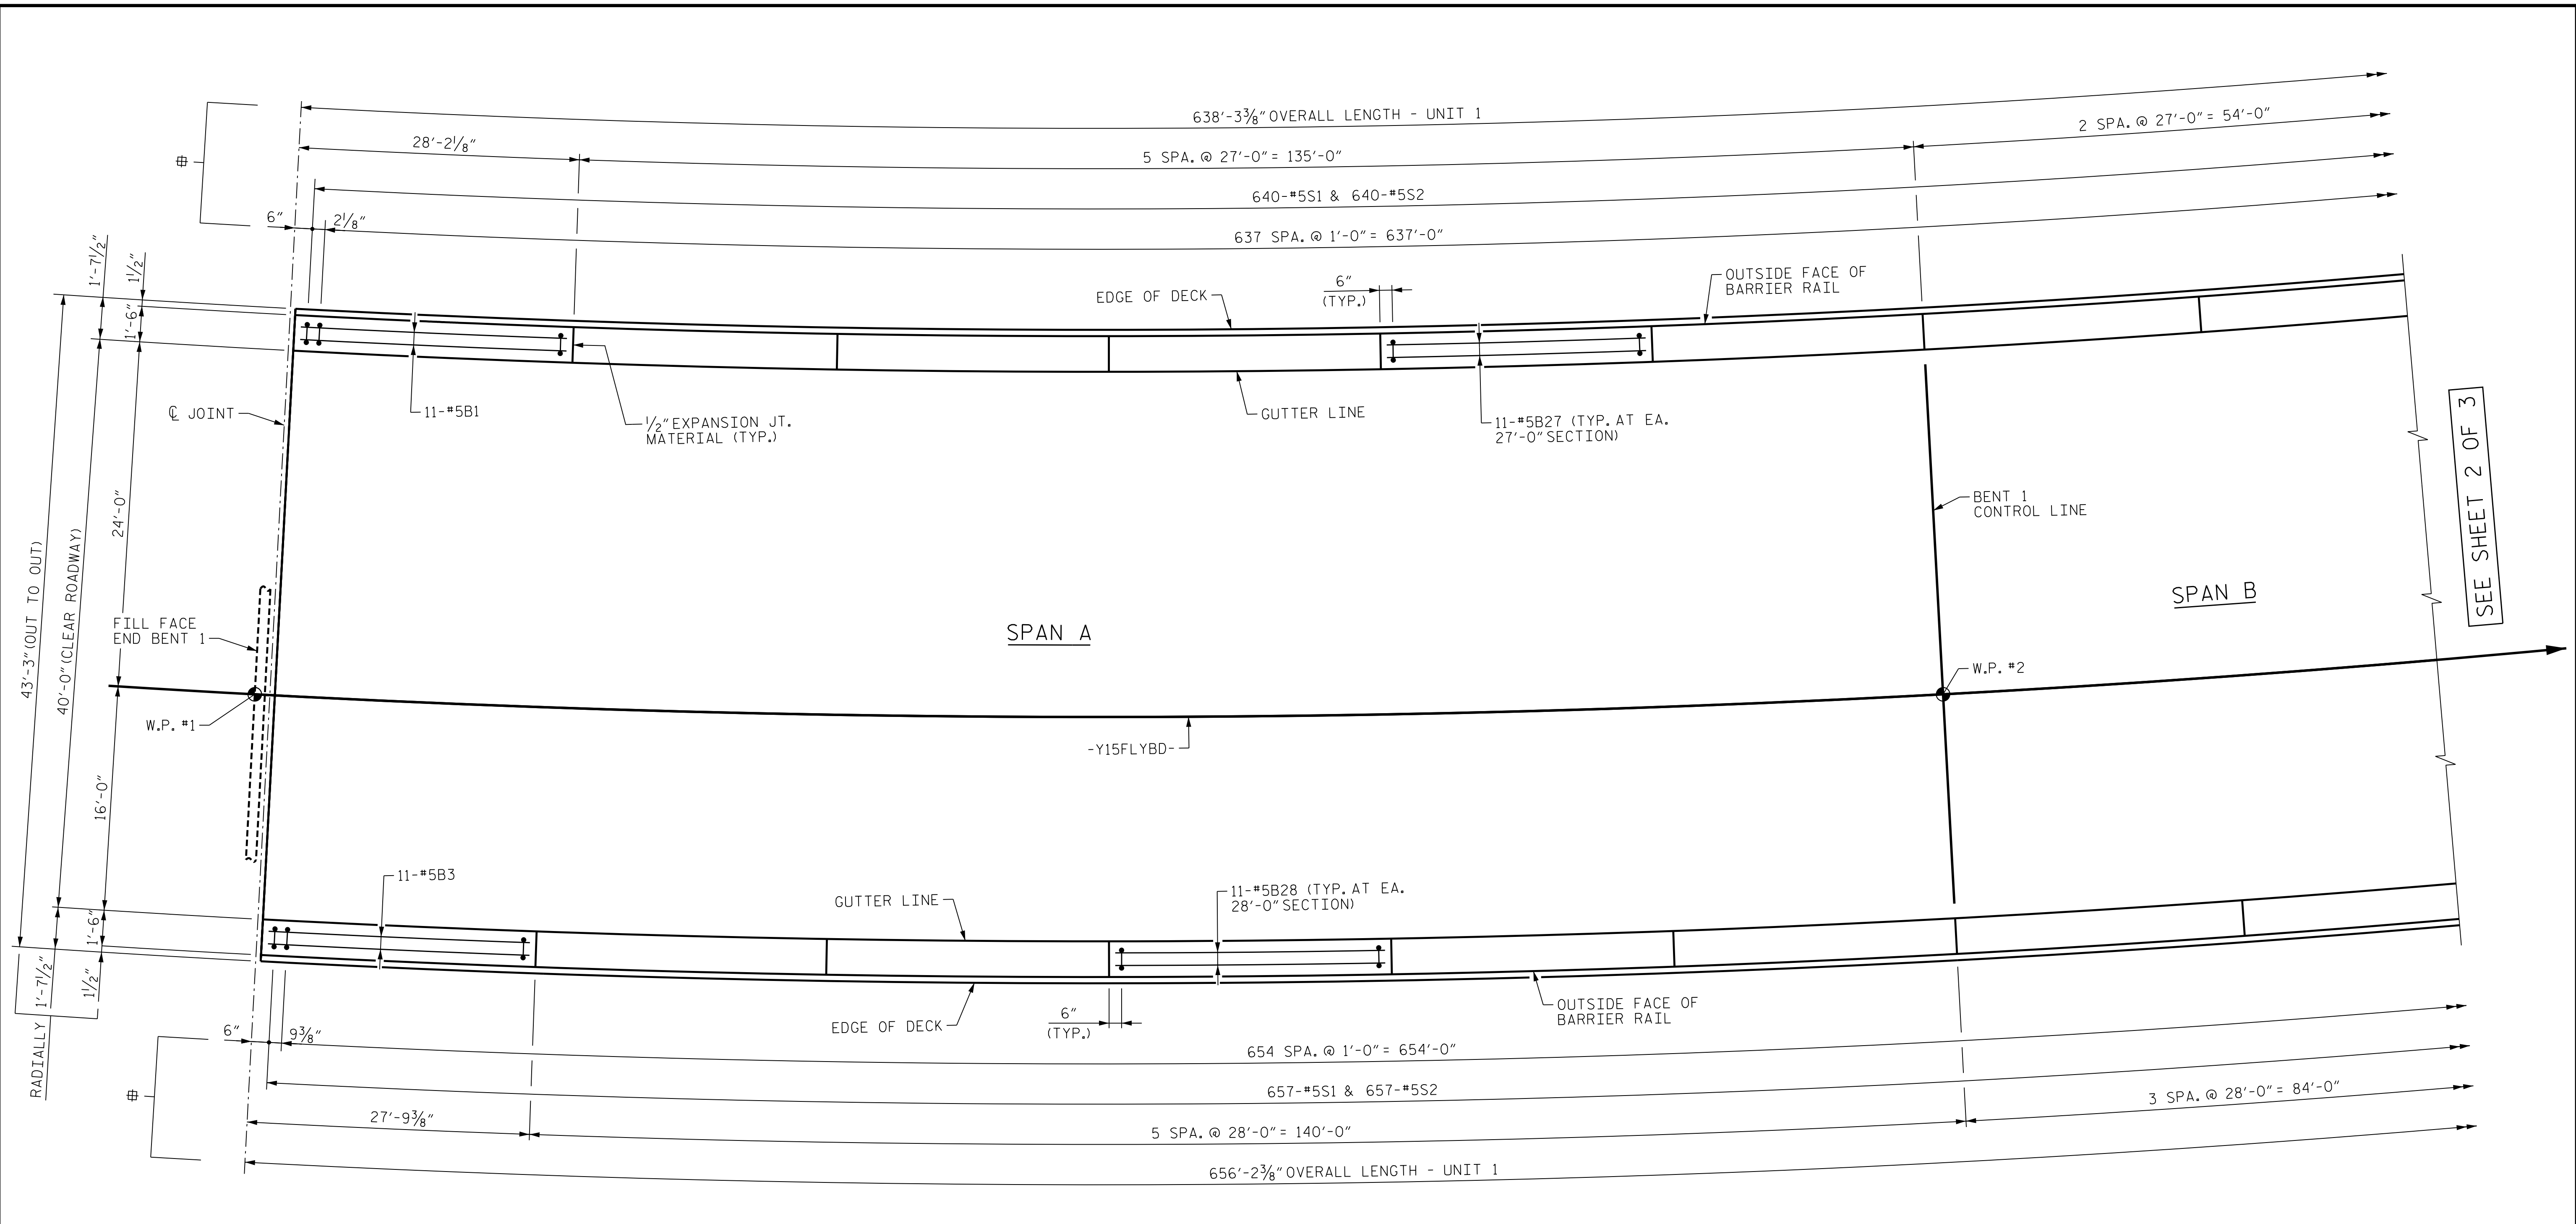 638'-3⅜" OVERALL LENGTH - UNIT 1
28'-2⅛"
5 SPA. @ 27'-0" = 135'-0"
2 SPA. @ 27'-0" = 54'-0"
640-#5S1 & 640-#5S2
6"
2⅛"
637 SPA. @ 1'-0" = 637'-0"
1'-7½"
1½"
1'-6"
EDGE OF DECK
6"
(TYP.)
OUTSIDE FACE OF
BARRIER RAIL
℄ JOINT
11-#5B1
½" EXPANSION JT.
MATERIAL (TYP.)
GUTTER LINE
11-#5B27 (TYP. AT EA.
27'-0" SECTION)
SEE SHEET 2 OF 3
BENT 1
CONTROL LINE
24'-0"
43'-3" (OUT TO OUT)
40'-0" (CLEAR ROADWAY)
FILL FACE
END BENT 1
SPAN A
SPAN B
W.P. #1
W.P. #2
-Y15FLYBD-
16'-0"
11-#5B3
GUTTER LINE
11-#5B28 (TYP. AT EA.
28'-0" SECTION)
1'-6"
1'-7½"
1½"
RADIALLY
EDGE OF DECK
6"
(TYP.)
OUTSIDE FACE OF
BARRIER RAIL
6"
9⅜"
654 SPA. @ 1'-0" = 654'-0"
657-#5S1 & 657-#5S2
27'-9⅜"
5 SPA. @ 28'-0" = 140'-0"
3 SPA. @ 28'-0" = 84'-0"
656'-2⅜" OVERALL LENGTH - UNIT 1